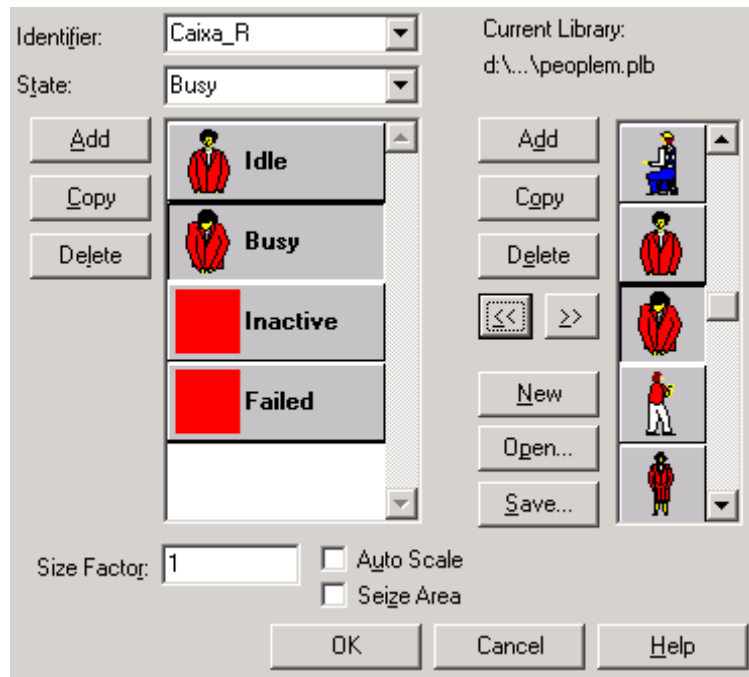 Identifier:
Caixa_R
Current Library:
d:\...\peoplem.plb
State:
Busy
Add
Copy
Delete
Idle
Busy
Inactive
Failed
Add
Copy
Delete
<<
>>
New
Open...
Save...
Size Factor:
1
Auto Scale
Seize Area
OK
Cancel
Help